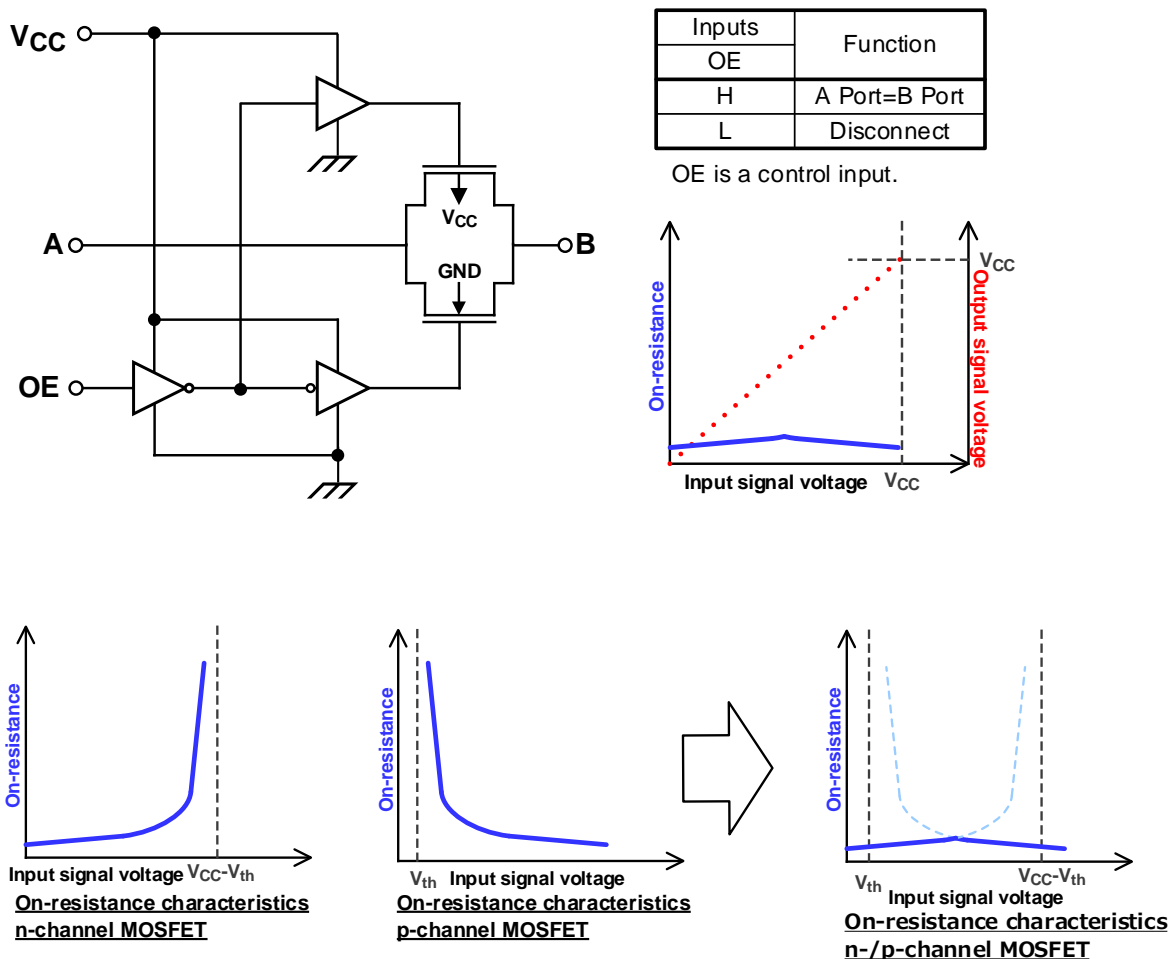 VCC
A
B
VCC
GND
OE
Inputs
Function
OE
H
A Port=B Port
L
Disconnect
OE is a control input.
On-resistance
Output signal voltage
VCC
Input signal voltage
VCC
On-resistance
Input signal voltage
VCC-Vth
On-resistance characteristics
n-channel MOSFET
On-resistance
Vth
Input signal voltage
On-resistance characteristics
p-channel MOSFET
On-resistance
Vth
VCC-Vth
Input signal voltage
On-resistance characteristics
n-/p-channel MOSFET